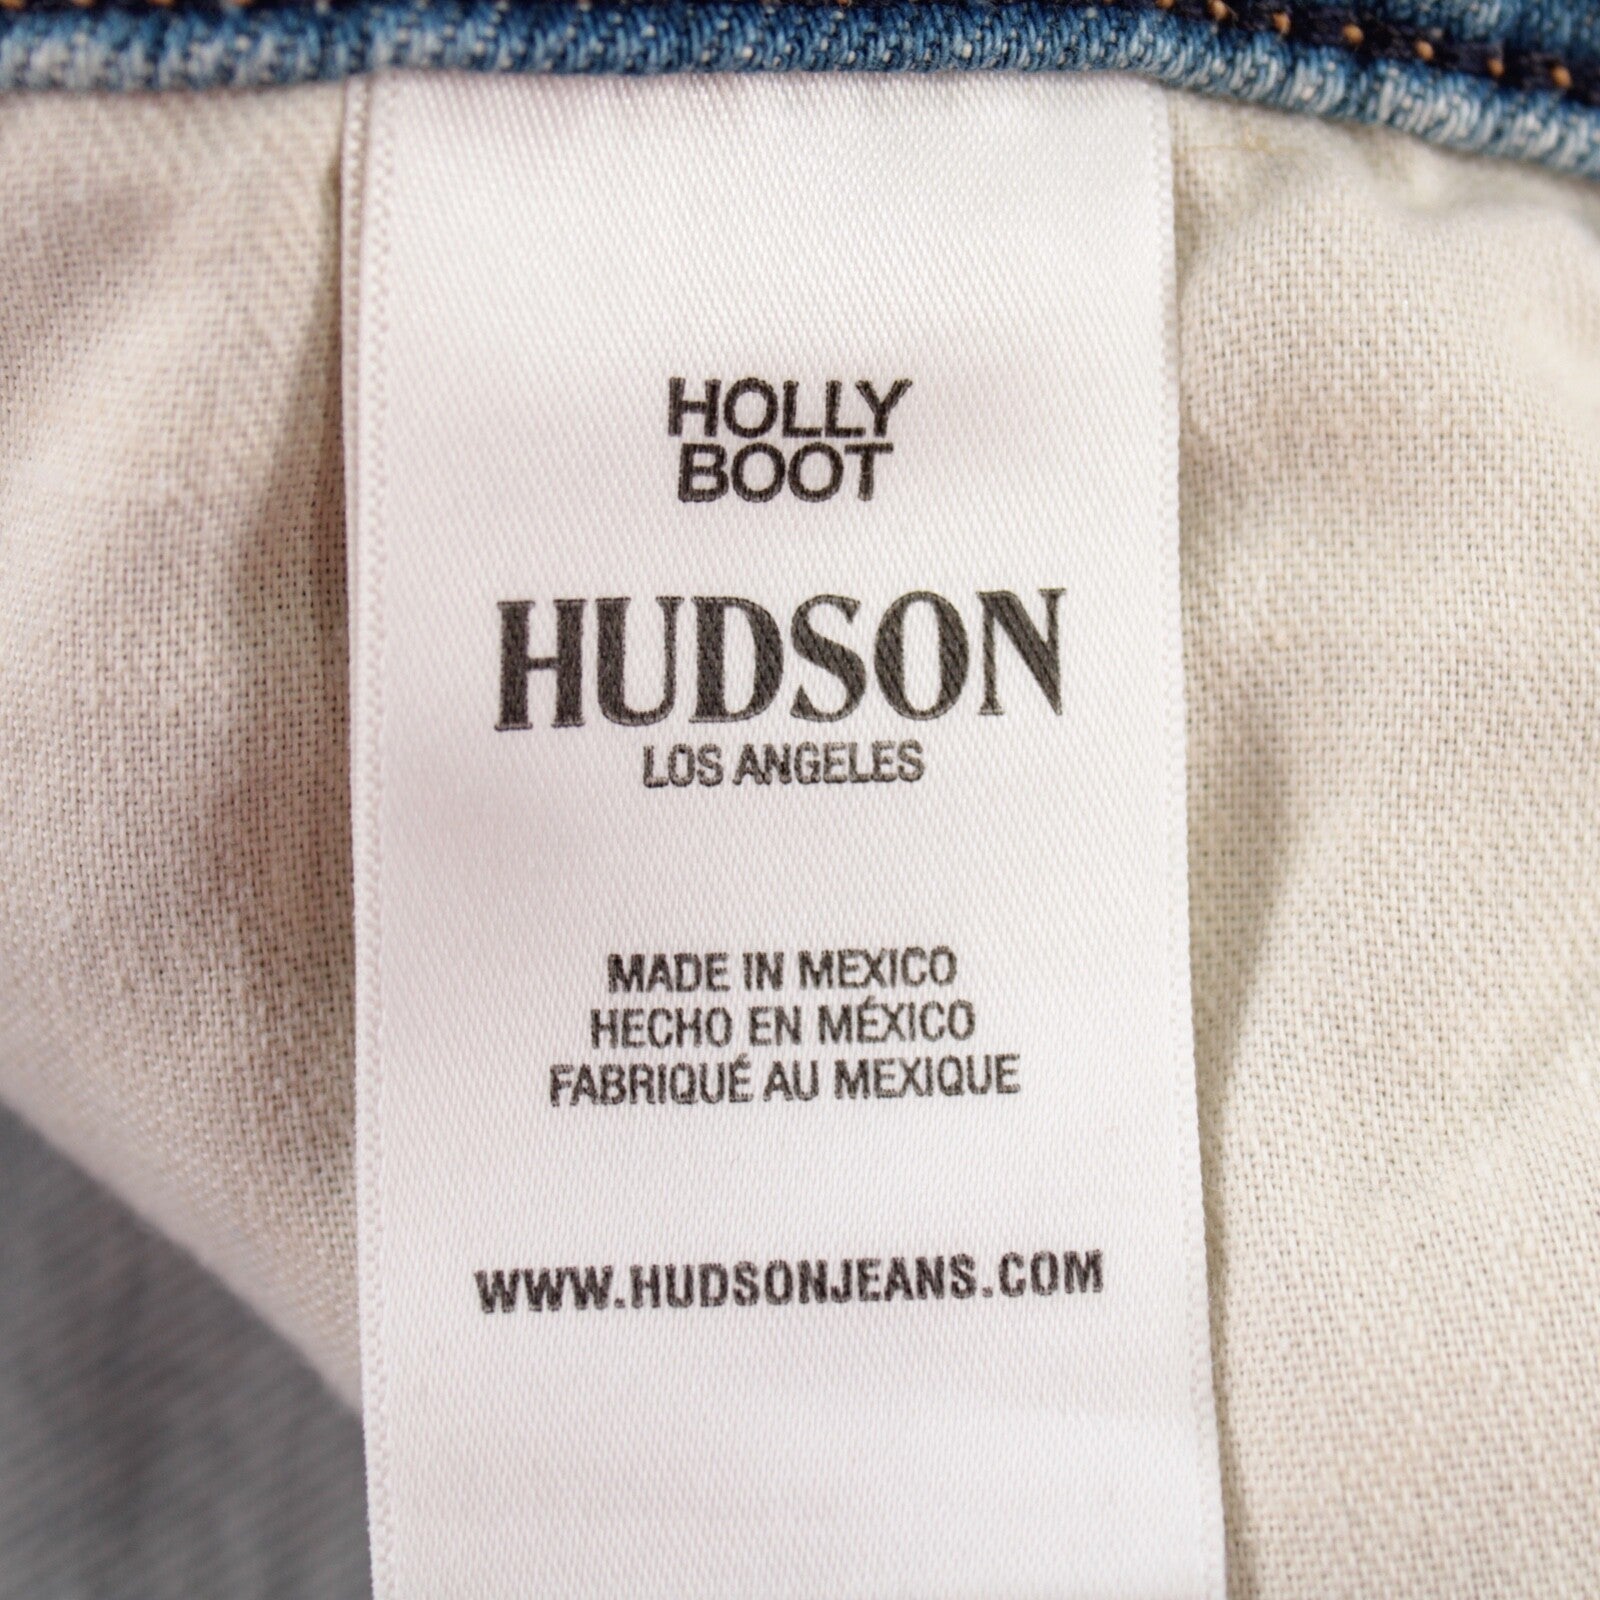 HOLLY
BOOT
HUDSON
LOS ANGELES
MADE IN MEXICO
HECHO EN MÉXICO
FABRIQUÉ AU MEXIQUE
WWW.HUDSONJEANS.COM